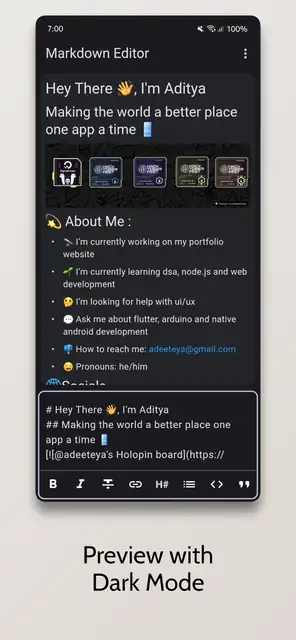 7:00
100%
Markdown Editor
Hey There 👋, I'm Aditya
Making the world a better place
one app a time 🚪
💫 About Me :
• 🔭 I'm currently working on my portfolio
website
• 🌱 I'm currently learning dsa, node.js and web
development
• 🤔 I'm looking for help with ui/ux
• 💬 Ask me about flutter, arduino and native
android development
• 📫 How to reach me: adeeteya@gmail.com
• 😄 Pronouns: he/him
🌐Socials
# Hey There 👋, I'm Aditya
## Making the world a better place one
app a time 🚪
[![@adeeteya's Holopin board](https://
B I T H# <> "
Preview with
Dark Mode